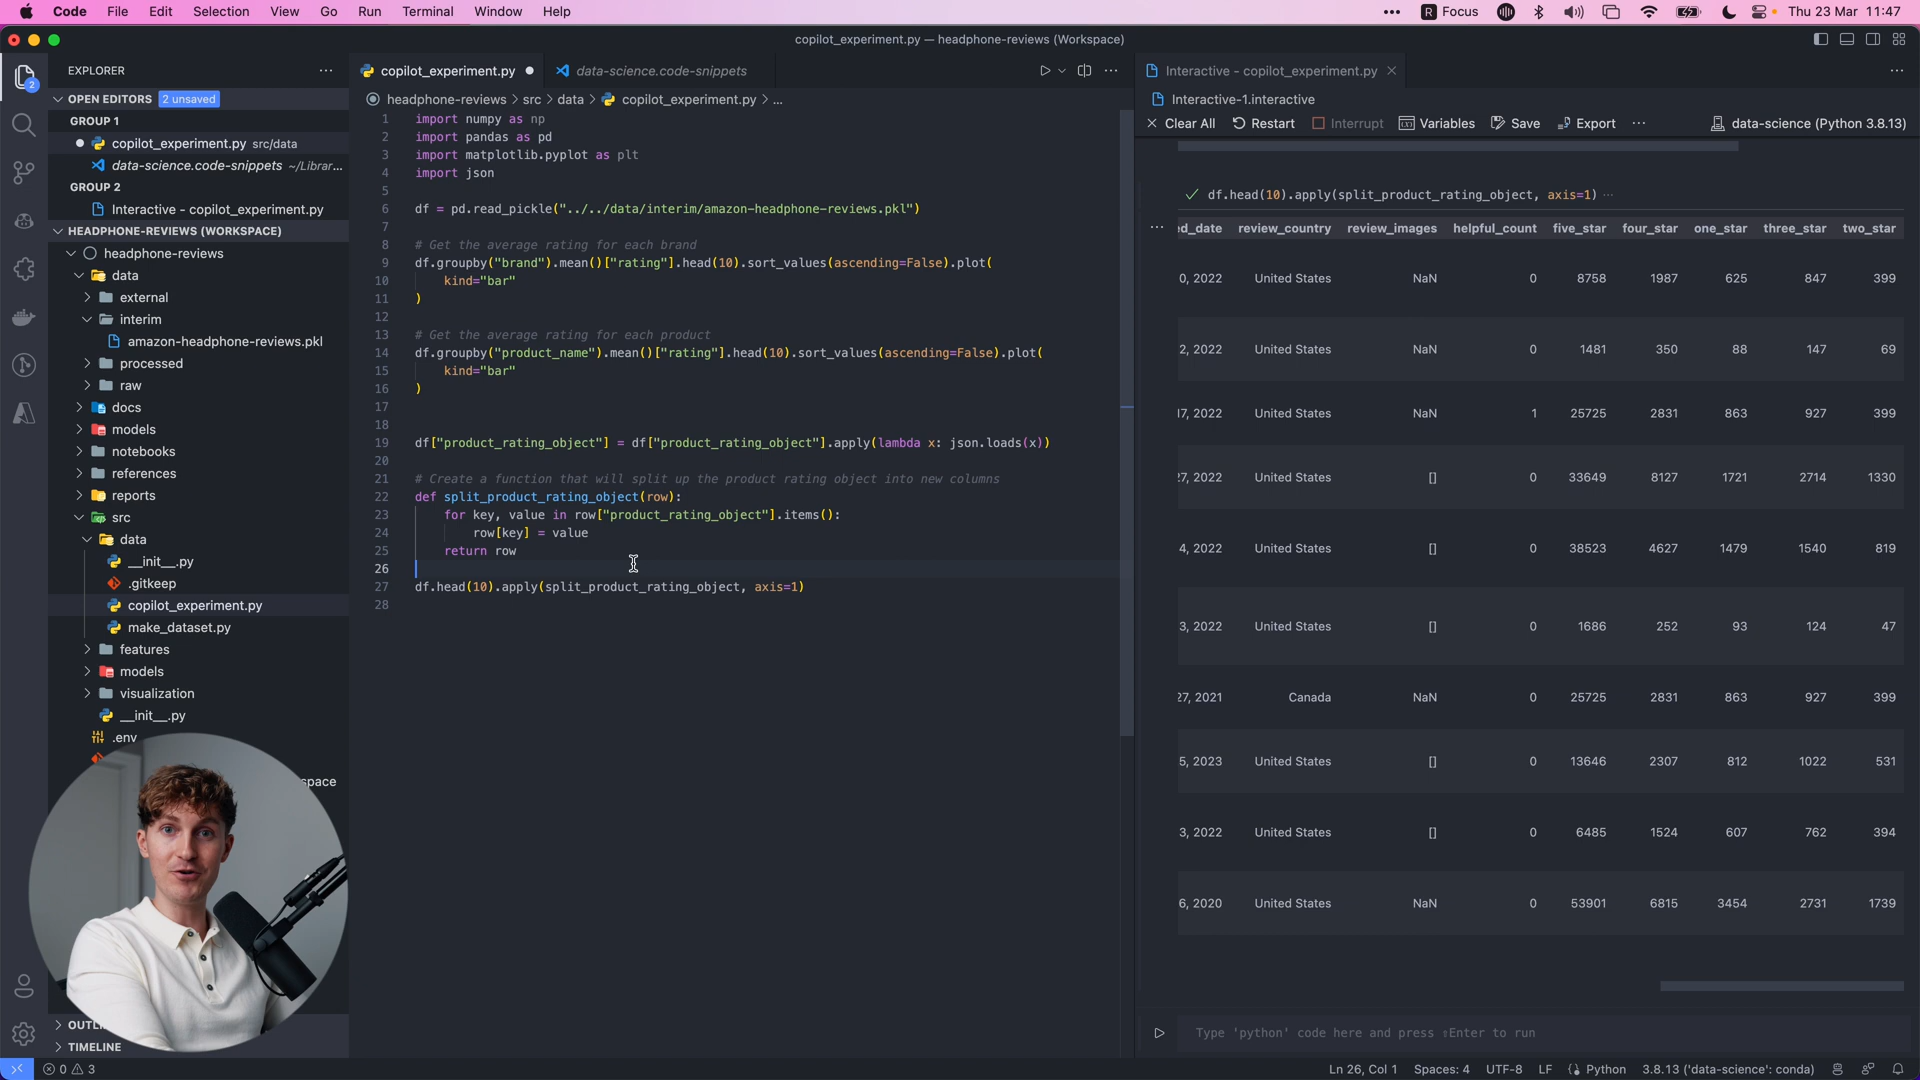 Code File Edit Selection View Go Run Terminal Window Help
Focus
Thu 23 Mar 11:47
copilot_experiment.py — headphone-reviews (Workspace)
EXPLORER
OPEN EDITORS 2 unsaved
GROUP 1
copilot_experiment.py src/data
data-science.code-snippets ~/Librar...
GROUP 2
Interactive - copilot_experiment.py
HEADPHONE-REVIEWS (WORKSPACE)
headphone-reviews
data
external
interim
amazon-headphone-reviews.pkl
processed
raw
docs
models
notebooks
references
reports
src
data
__init__.py
.gitkeep
copilot_experiment.py
make_dataset.py
features
models
visualization
__init__.py
.env
space
OUTLI
TIMELINE
copilot_experiment.py
data-science.code-snippets
headphone-reviews > src > data > copilot_experiment.py > ...
1 import numpy as np
2 import pandas as pd
3 import matplotlib.pyplot as plt
4 import json
5
6 df = pd.read_pickle("../../data/interim/amazon-headphone-reviews.pkl")
7
8 # Get the average rating for each brand
9 df.groupby("brand").mean()["rating"].head(10).sort_values(ascending=False).plot(
10 kind="bar"
11 )
12
13 # Get the average rating for each product
14 df.groupby("product_name").mean()["rating"].head(10).sort_values(ascending=False).plot(
15 kind="bar"
16 )
17
18
19 df["product_rating_object"] = df["product_rating_object"].apply(lambda x: json.loads(x))
20
21 # Create a function that will split up the product rating object into new columns
22 def split_product_rating_object(row):
23 for key, value in row["product_rating_object"].items():
24 row[key] = value
25 return row
26
27 df.head(10).apply(split_product_rating_object, axis=1)
28
Interactive - copilot_experiment.py
Interactive-1.interactive
Clear All Restart Interrupt Variables Save Export ... data-science (Python 3.8.13)
df.head(10).apply(split_product_rating_object, axis=1) ...
ed_date review_country review_images helpful_count five_star four_star one_star three_star two_star
0, 2022 United States NaN 0 8758 1987 625 847 399
2, 2022 United States NaN 0 1481 350 88 147 69
17, 2022 United States NaN 1 25725 2831 863 927 399
27, 2022 United States [] 0 33649 8127 1721 2714 1330
4, 2022 United States [] 0 38523 4627 1479 1540 819
3, 2022 United States [] 0 1686 252 93 124 47
27, 2021 Canada NaN 0 25725 2831 863 927 399
5, 2023 United States [] 0 13646 2307 812 1022 531
3, 2022 United States [] 0 6485 1524 607 762 394
6, 2020 United States NaN 0 53901 6815 3454 2731 1739
Type 'python' code here and press ⇧Enter to run
0 3
Ln 26, Col 1 Spaces: 4 UTF-8 LF Python 3.8.13 ('data-science': conda)